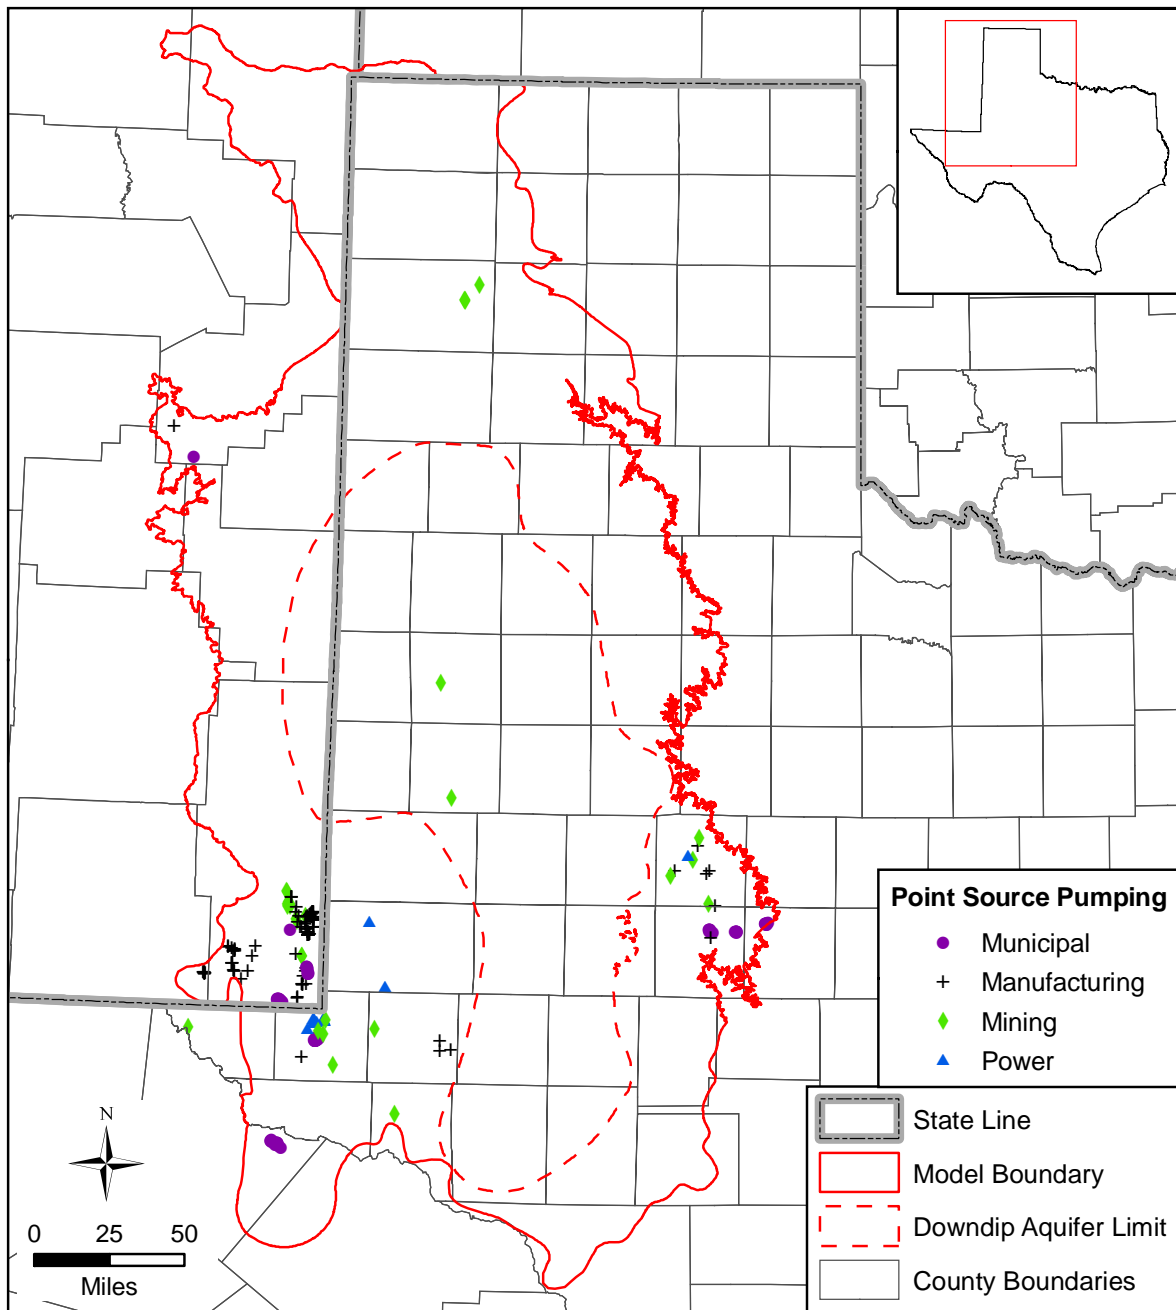 Point Source Pumping
Municipal
Manufacturing
Mining
Power
State Line
Model Boundary
Downdip Aquifer Limit
County Boundaries
N
0 25 50
Miles